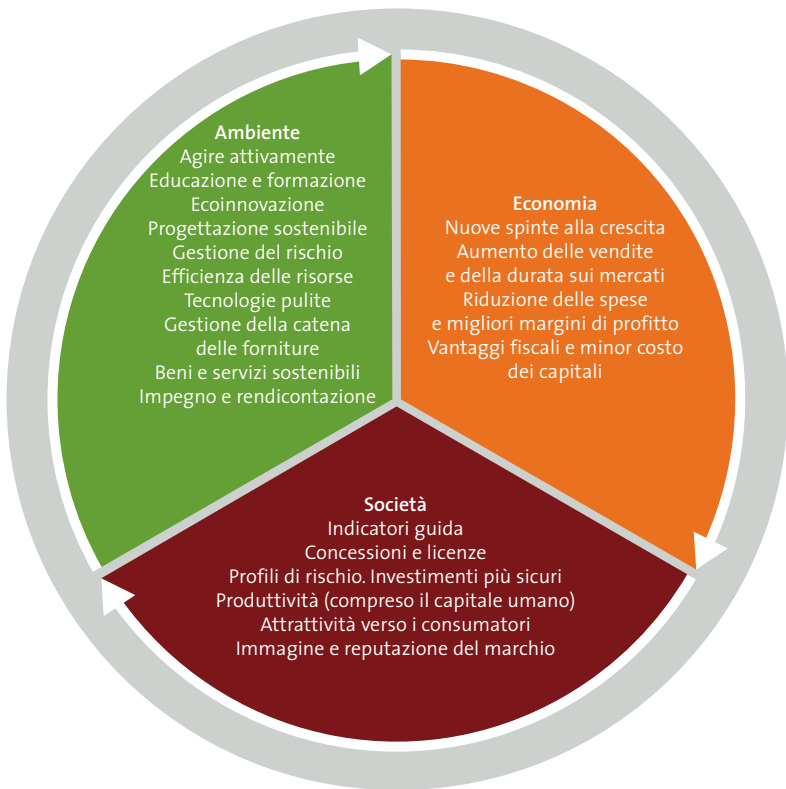 Ambiente
Agire attivamente
Educazione e formazione
Ecoinnovazione
Progettazione sostenibile
Gestione del rischio
Efficienza delle risorse
Tecnologie pulite
Gestione della catena
delle forniture
Beni e servizi sostenibili
Impegno e rendicontazione
Economia
Nuove spinte alla crescita
Aumento delle vendite
e della durata sui mercati
Riduzione delle spese
e migliori margini di profitto
Vantaggi fiscali e minor costo
dei capitali
Società
Indicatori guida
Concessioni e licenze
Profili di rischio. Investimenti più sicuri
Produttività (compreso il capitale umano)
Attrattività verso i consumatori
Immagine e reputazione del marchio